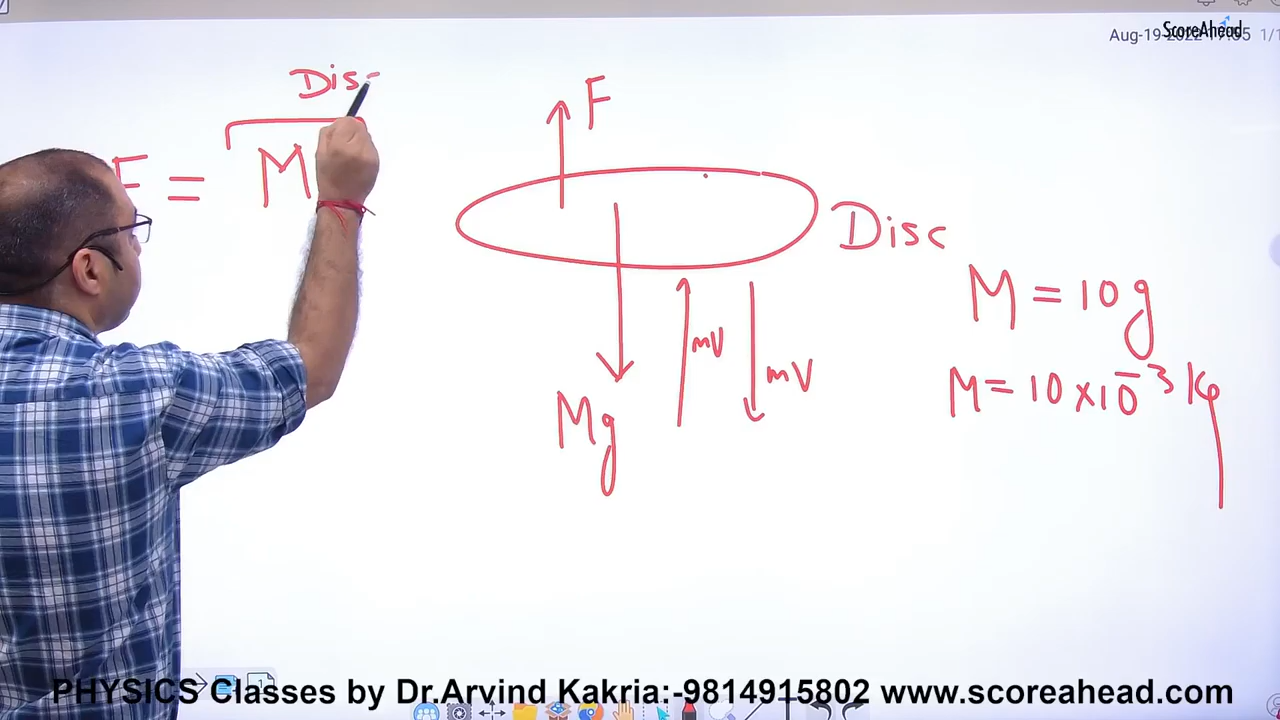 ScoreAhead
Disc
F
F = M
Disc
M = 10g
mV
mV
M = 10 × 10⁻³ Kg
Mg
PHYSICS Classes by Dr.Arvind Kakria:-9814915802 www.scoreahead.com